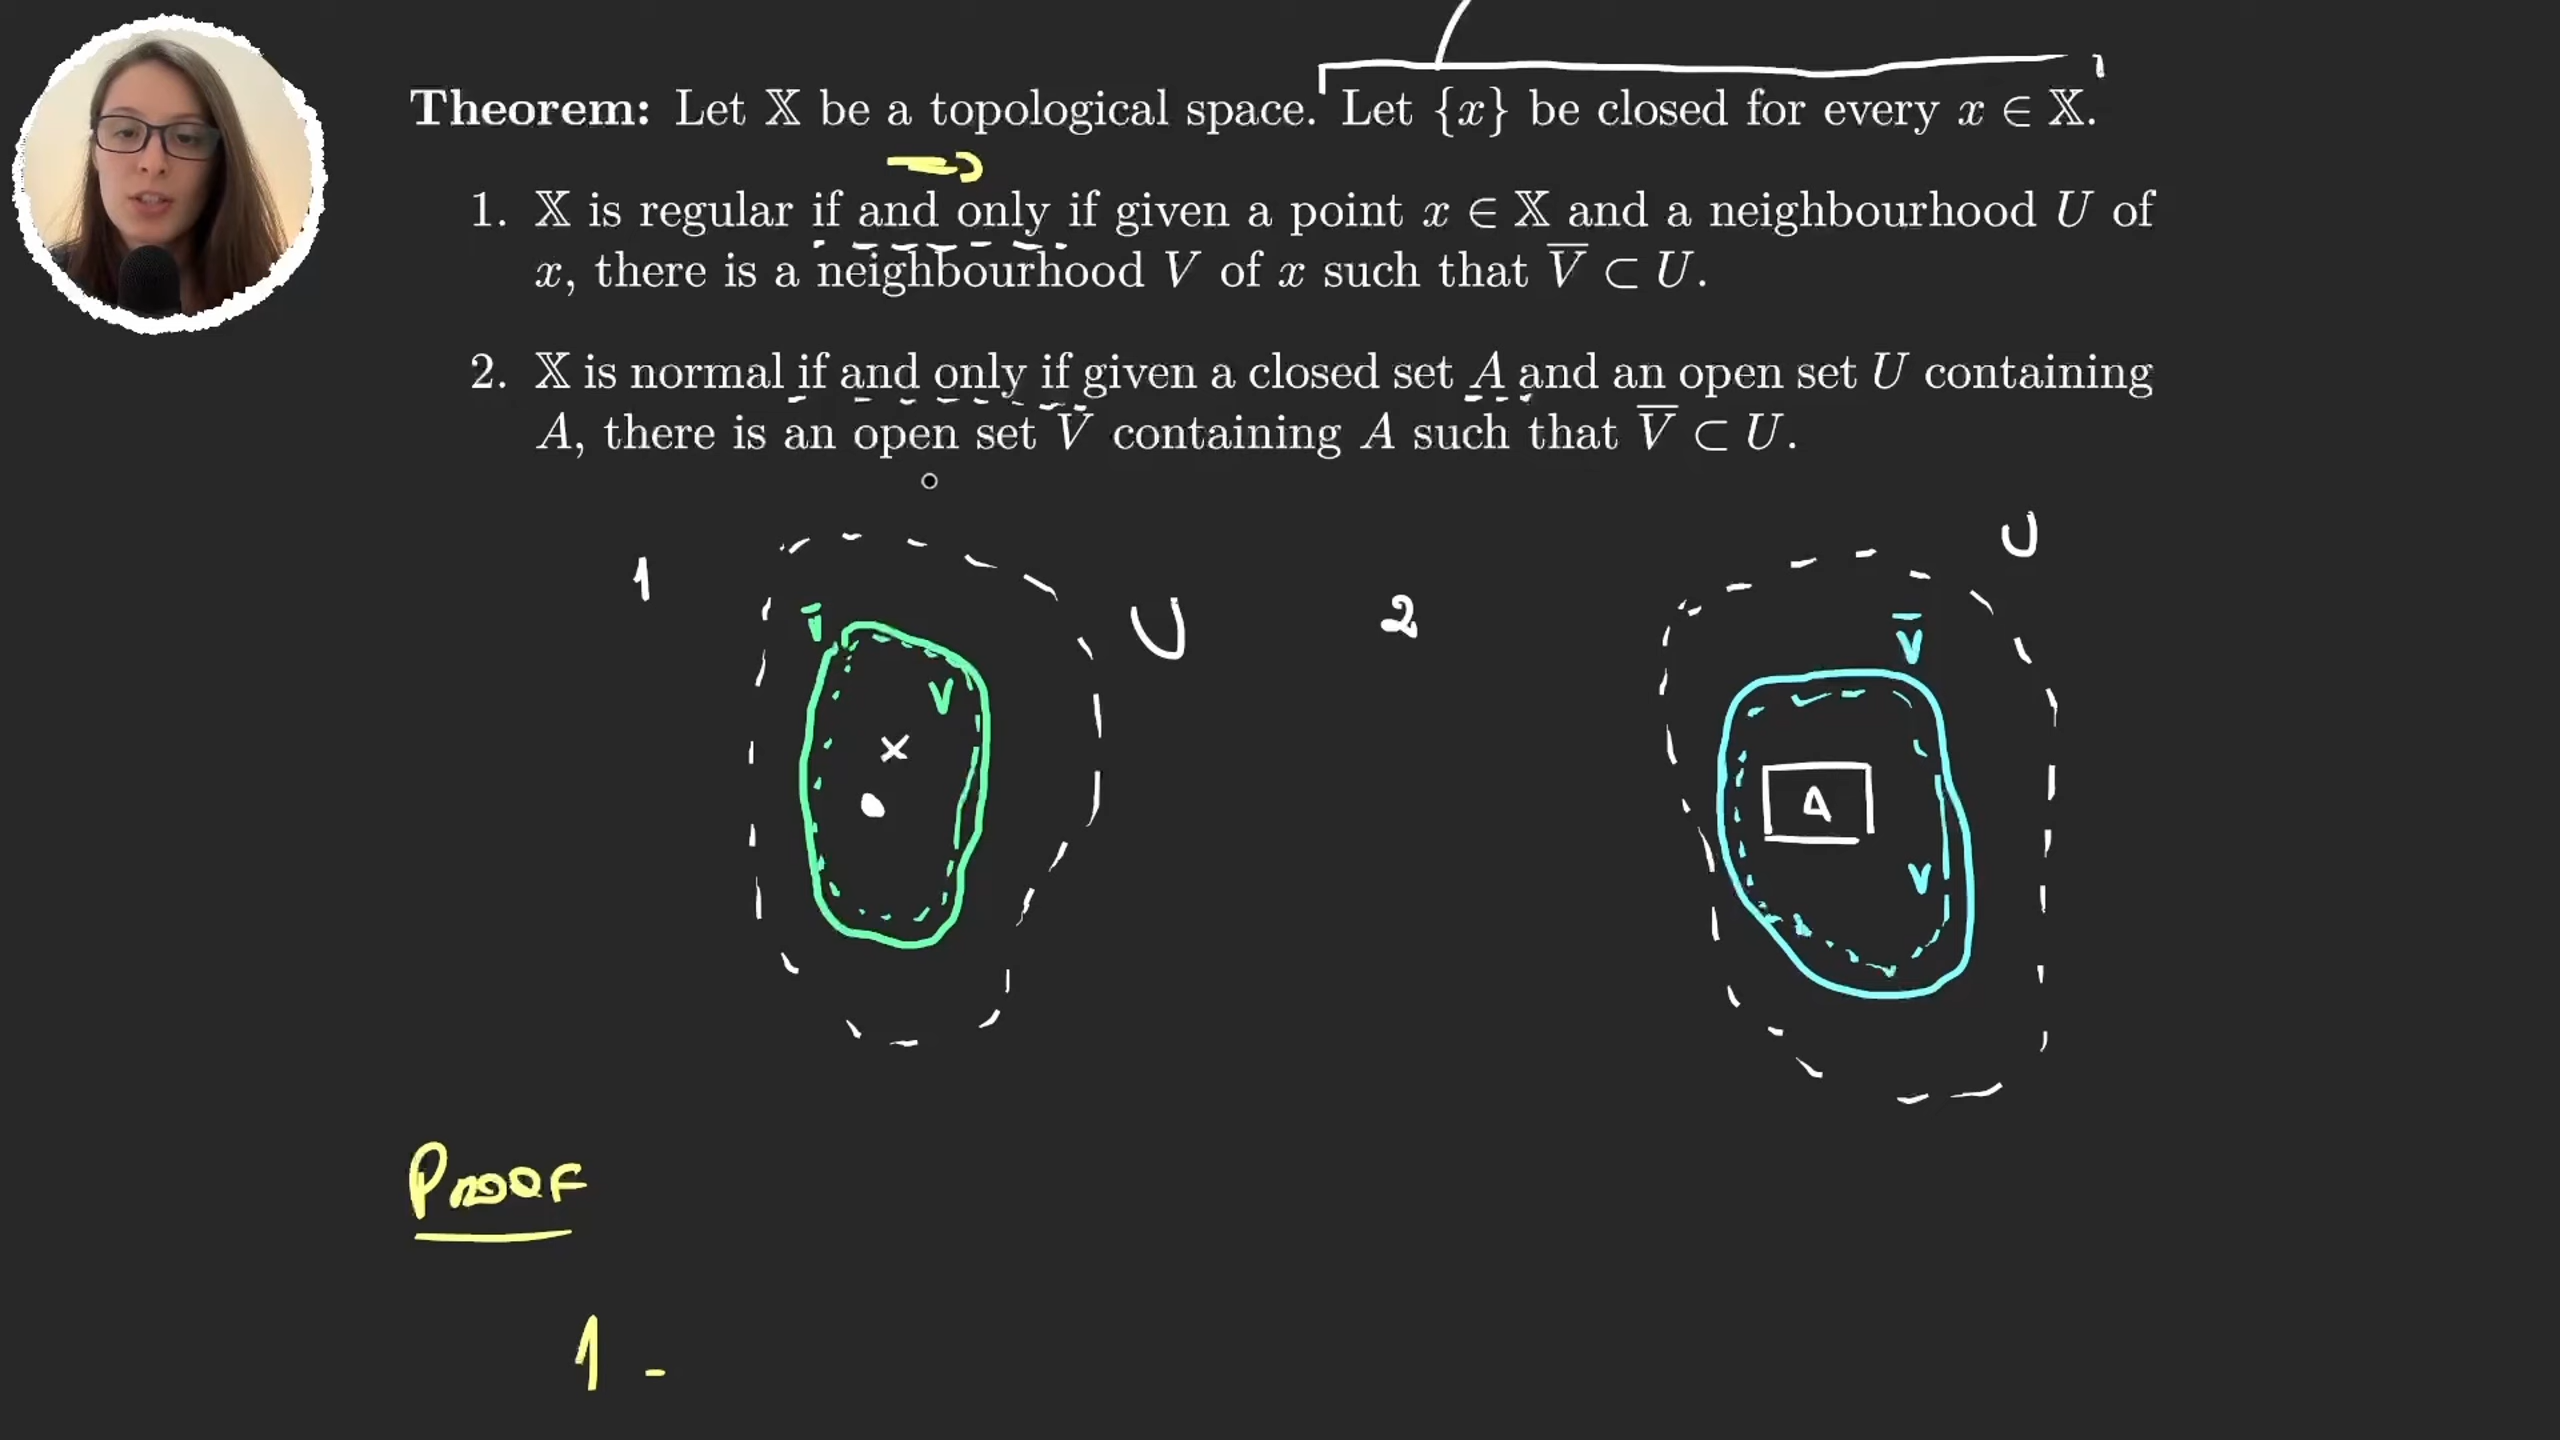 Theorem: Let 𝕏 be a topological space. Let {x} be closed for every x ∈ 𝕏.
1. 𝕏 is regular if and only if given a point x ∈ 𝕏 and a neighbourhood U of
x, there is a neighbourhood V of x such that V̅ ⊂ U.
2. 𝕏 is normal if and only if given a closed set A and an open set U containing
A, there is an open set V containing A such that V̅ ⊂ U.
1
U
V̅
V
x
2
U
V̅
A
V
Proof
1 -